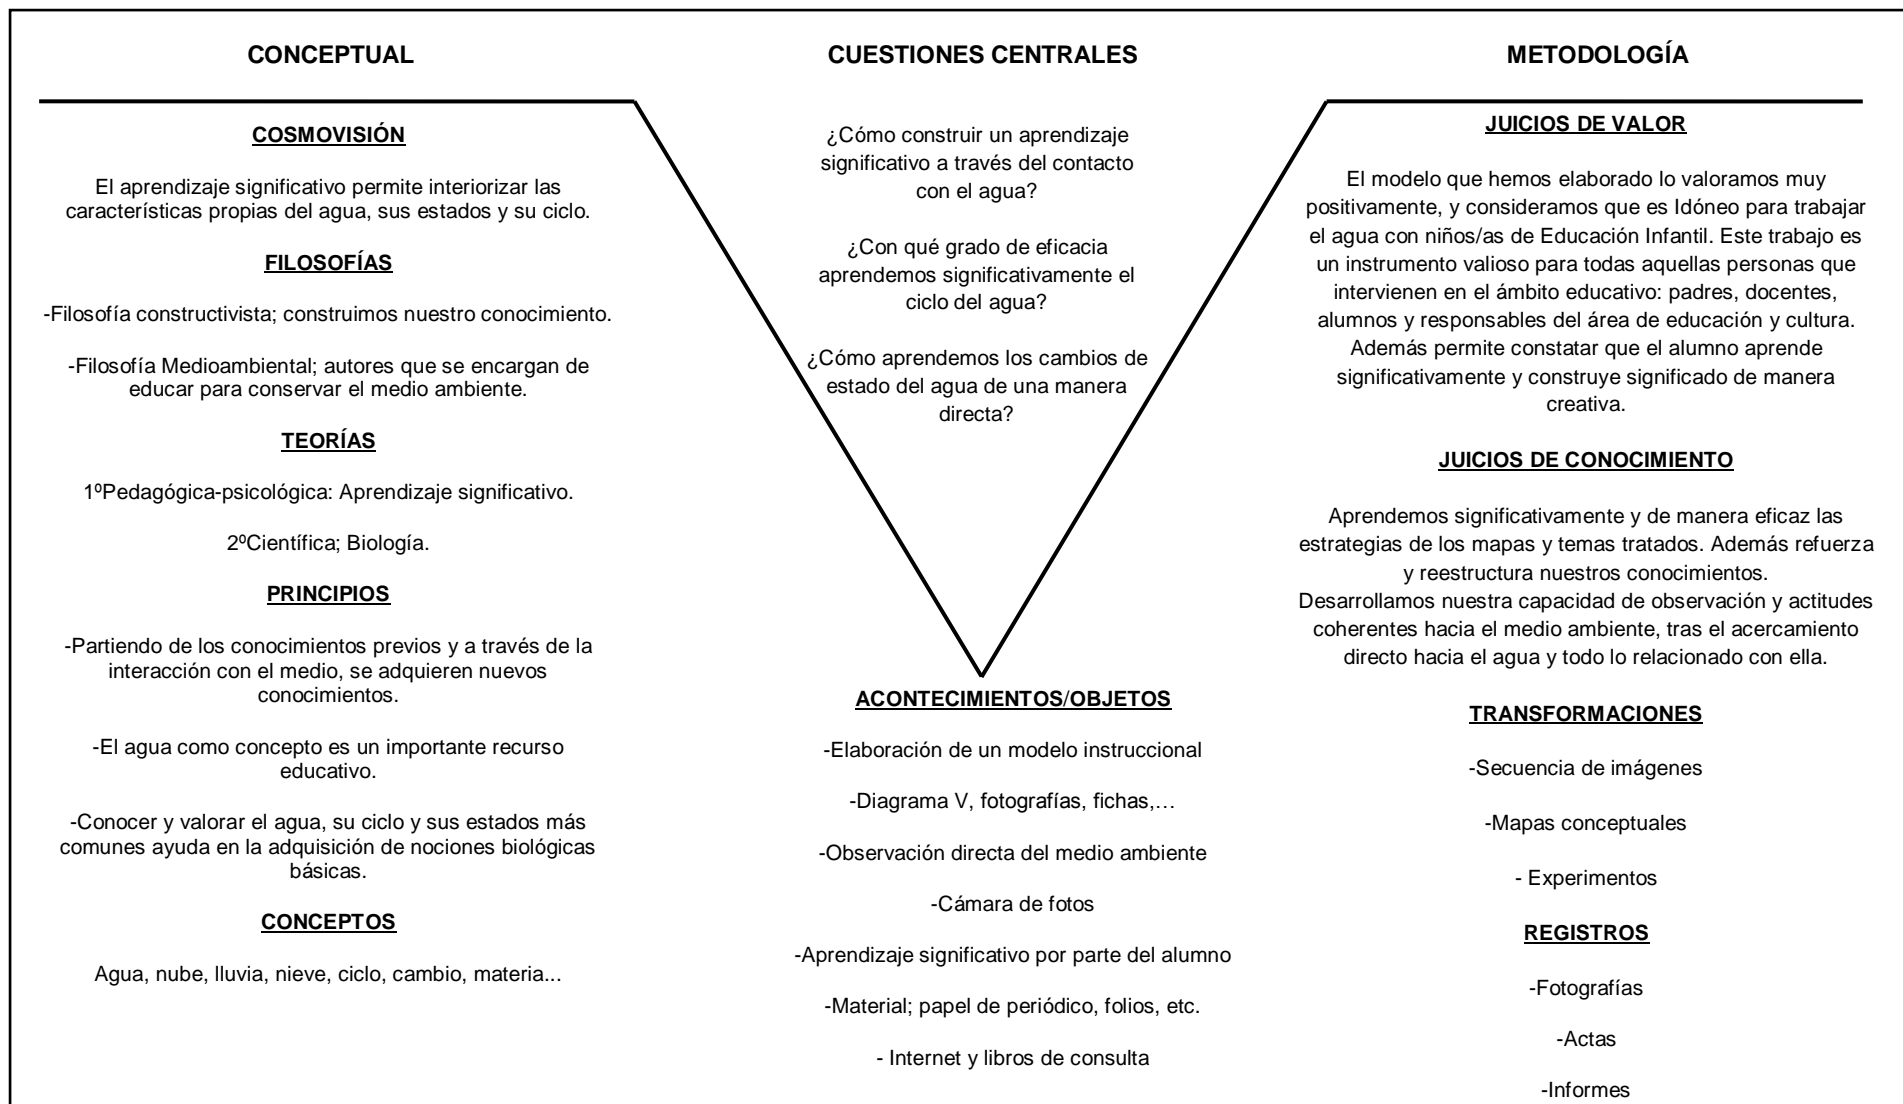 CONCEPTUAL
COSMOVISIÓN
El aprendizaje significativo permite interiorizar las
características propias del agua, sus estados y su ciclo.
FILOSOFÍAS
-Filosofía constructivista; construimos nuestro conocimiento.
-Filosofía Medioambiental; autores que se encargan de
educar para conservar el medio ambiente.
TEORÍAS
1ºPedagógica-psicológica: Aprendizaje significativo.
2ºCientífica; Biología.
PRINCIPIOS
-Partiendo de los conocimientos previos y a través de la
interacción con el medio, se adquieren nuevos
conocimientos.
-El agua como concepto es un importante recurso
educativo.
-Conocer y valorar el agua, su ciclo y sus estados más
comunes ayuda en la adquisición de nociones biológicas
básicas.
CONCEPTOS
Agua, nube, lluvia, nieve, ciclo, cambio, materia...
CUESTIONES CENTRALES
¿Cómo construir un aprendizaje
significativo a través del contacto
con el agua?
¿Con qué grado de eficacia
aprendemos significativamente el
ciclo del agua?
¿Cómo aprendemos los cambios de
estado del agua de una manera
directa?
ACONTECIMIENTOS/OBJETOS
-Elaboración de un modelo instruccional
-Diagrama V, fotografías, fichas,…
-Observación directa del medio ambiente
-Cámara de fotos
-Aprendizaje significativo por parte del alumno
-Material; papel de periódico, folios, etc.
- Internet y libros de consulta
METODOLOGÍA
JUICIOS DE VALOR
El modelo que hemos elaborado lo valoramos muy
positivamente, y consideramos que es Idóneo para trabajar
el agua con niños/as de Educación Infantil. Este trabajo es
un instrumento valioso para todas aquellas personas que
intervienen en el ámbito educativo: padres, docentes,
alumnos y responsables del área de educación y cultura.
Además permite constatar que el alumno aprende
significativamente y construye significado de manera
creativa.
JUICIOS DE CONOCIMIENTO
Aprendemos significativamente y de manera eficaz las
estrategias de los mapas y temas tratados. Además refuerza
y reestructura nuestros conocimientos.
Desarrollamos nuestra capacidad de observación y actitudes
coherentes hacia el medio ambiente, tras el acercamiento
directo hacia el agua y todo lo relacionado con ella.
TRANSFORMACIONES
-Secuencia de imágenes
-Mapas conceptuales
- Experimentos
REGISTROS
-Fotografías
-Actas
-Informes